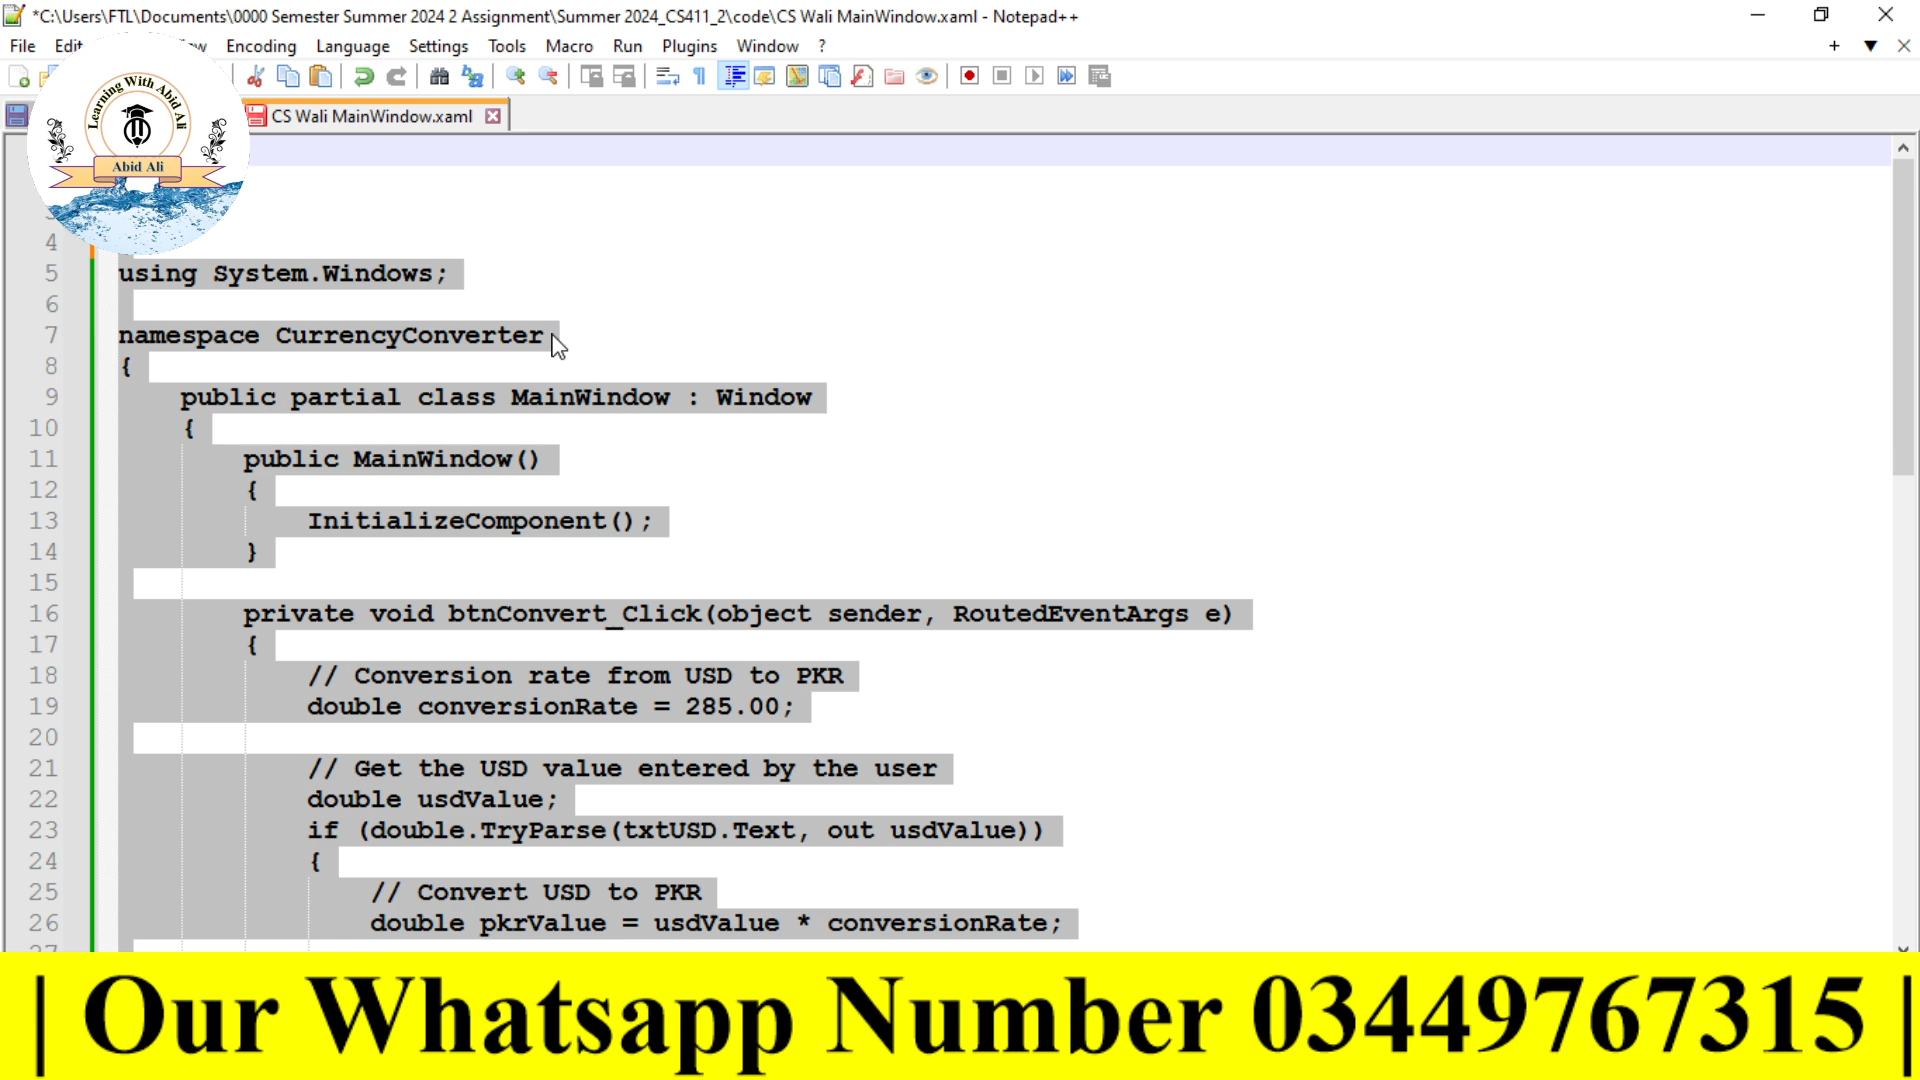 *C:\Users\FTL\Documents\0000 Semester Summer 2024 2 Assignment\Summer 2024_CS411_2\code\CS Wali MainWindow.xaml - Notepad++
File Edit Encoding Language Settings Tools Macro Run Plugins Window ?
CS Wali MainWindow.xaml
Learning With Abid Ali
Abid Ali
4
5 using System.Windows;
6
7 namespace CurrencyConverter
8 {
9 public partial class MainWindow : Window
10 {
11 public MainWindow()
12 {
13 InitializeComponent();
14 }
15
16 private void btnConvert_Click(object sender, RoutedEventArgs e)
17 {
18 // Conversion rate from USD to PKR
19 double conversionRate = 285.00;
20
21 // Get the USD value entered by the user
22 double usdValue;
23 if (double.TryParse(txtUSD.Text, out usdValue))
24 {
25 // Convert USD to PKR
26 double pkrValue = usdValue * conversionRate;
| Our Whatsapp Number 03449767315 |